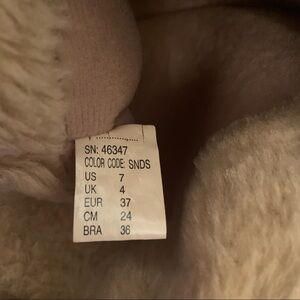 SN: 46347
COLOR CODE: SNDS
US 7
UK 4
EUR 37
CM 24
BRA 36